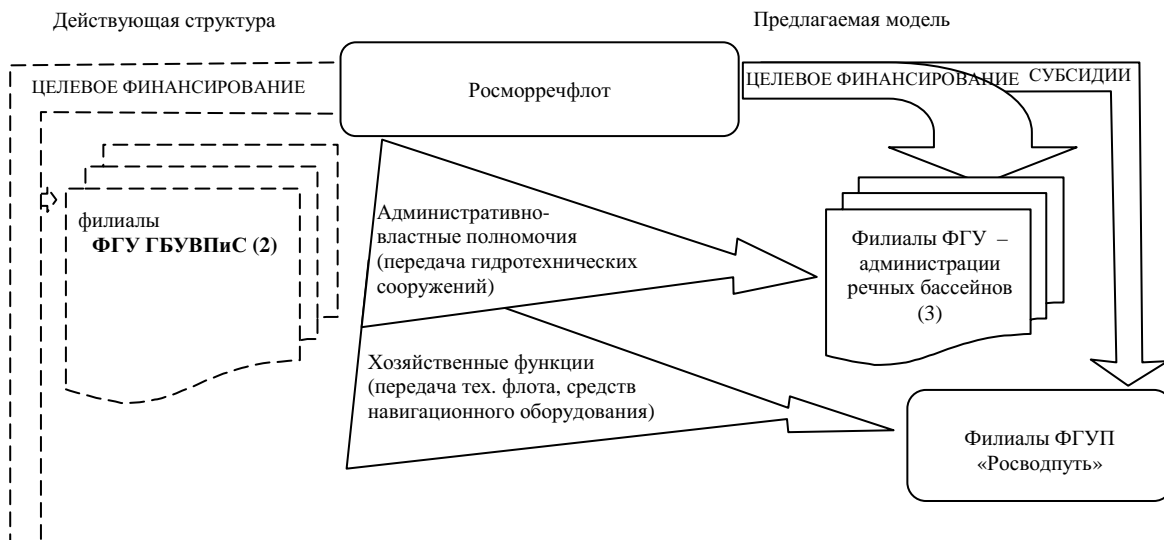 Действующая структура
Предлагаемая модель
ЦЕЛЕВОЕ ФИНАНСИРОВАНИЕ
Росморречфлот
ЦЕЛЕВОЕ ФИНАНСИРОВАНИЕ
СУБСИДИИ
филиалы
ФГУ ГБУВПиС (2)
Административно-
властные полномочия
(передача гидротехнических
сооружений)
Филиалы ФГУ –
администрации
речных бассейнов
(3)
Хозяйственные функции
(передача тех. флота, средств
навигационного оборудования)
Филиалы ФГУП
«Росводпуть»